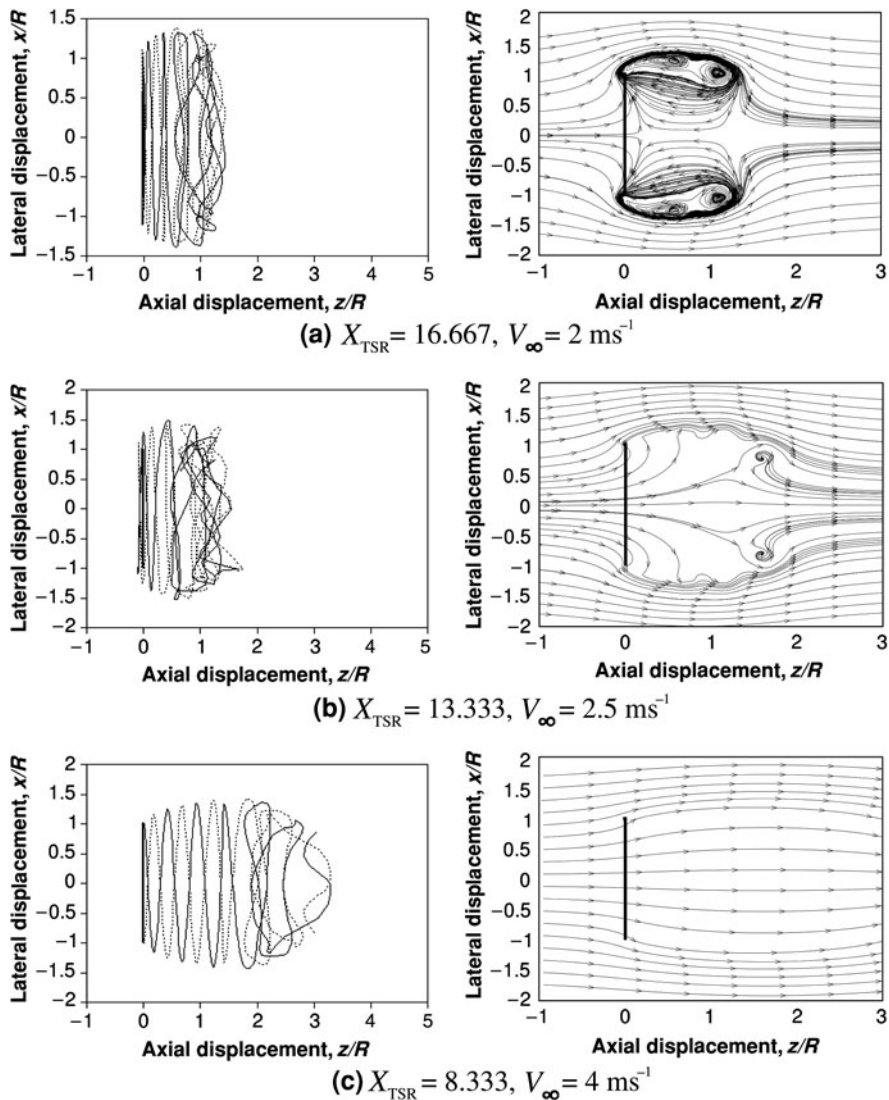 Lateral displacement, x/R
1.5
1
0.5
0
−0.5
−1
−1.5
−1 0 1 2 3 4 5
Axial displacement, z/R
Lateral displacement, x/R
2
1.5
1
0.5
0
−0.5
−1
−1.5
−2
−1 0 1 2 3
Axial displacement, z/R
(a) X_TSR = 16.667, V_∞ = 2 ms⁻¹
Lateral displacement, x/R
2
1.5
1
0.5
0
−0.5
−1
−1.5
−2
−1 0 1 2 3 4 5
Axial displacement, z/R
Lateral displacement, x/R
2
1.5
1
0.5
0
−0.5
−1
−1.5
−2
−1 0 1 2 3
Axial displacement, z/R
(b) X_TSR = 13.333, V_∞ = 2.5 ms⁻¹
Lateral displacement, x/R
2
1.5
1
0.5
0
−0.5
−1
−1.5
−2
−1 0 1 2 3 4 5
Axial displacement, z/R
Lateral displacement, x/R
2
1.5
1
0.5
0
−0.5
−1
−1.5
−2
−1 0 1 2 3
Axial displacement, z/R
(c) X_TSR = 8.333, V_∞ = 4 ms⁻¹